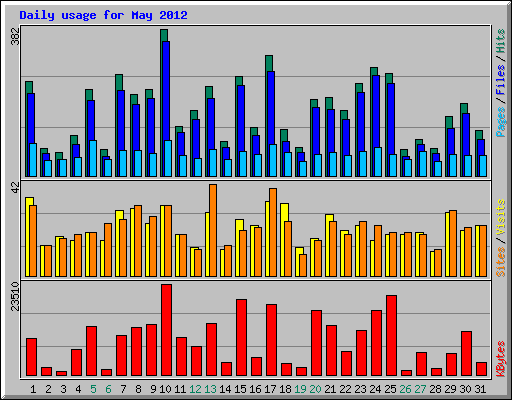 Daily usage for May 2012
382
Pages / Files / Hits
42
Sites / Visits
23510
KBytes
1 2 3 4 5 6 7 8 9 10 11 12 13 14 15 16 17 18 19 20 21 22 23 24 25 26 27 28 29 30 31